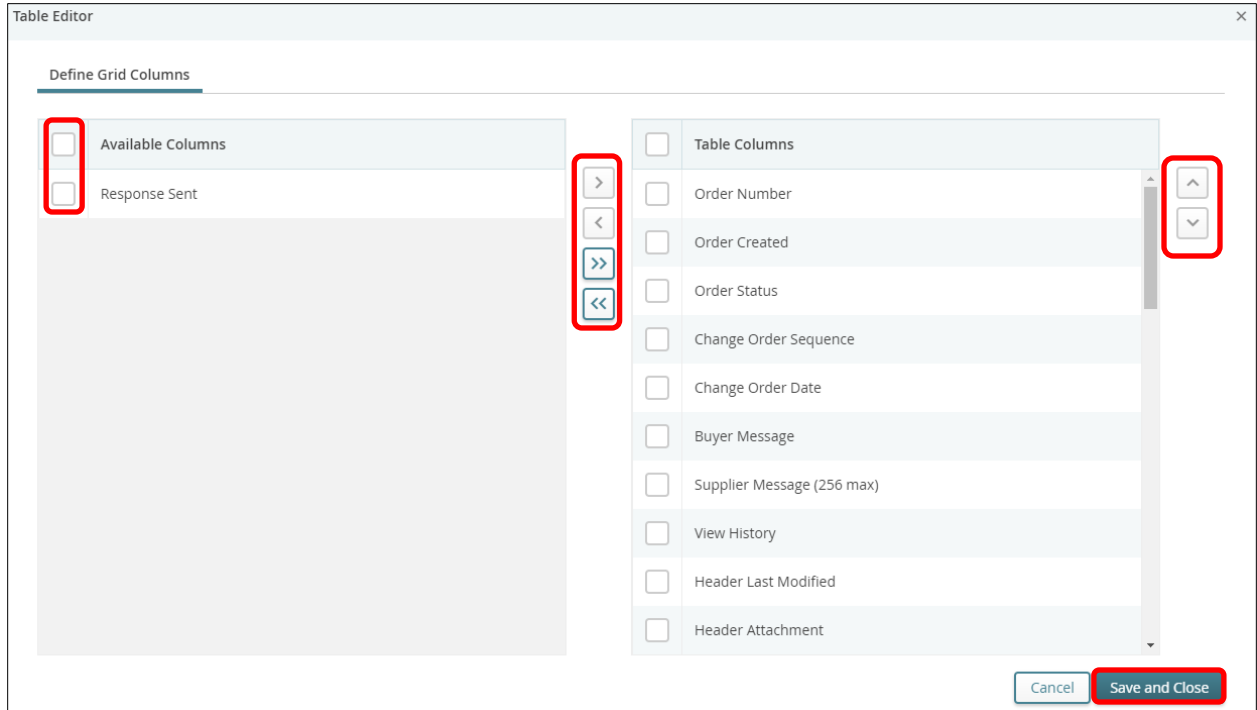 Table Editor
Define Grid Columns
Available Columns
Response Sent
Table Columns
Order Number
Order Created
Order Status
Change Order Sequence
Change Order Date
Buyer Message
Supplier Message (256 max)
View History
Header Last Modified
Header Attachment
Cancel
Save and Close